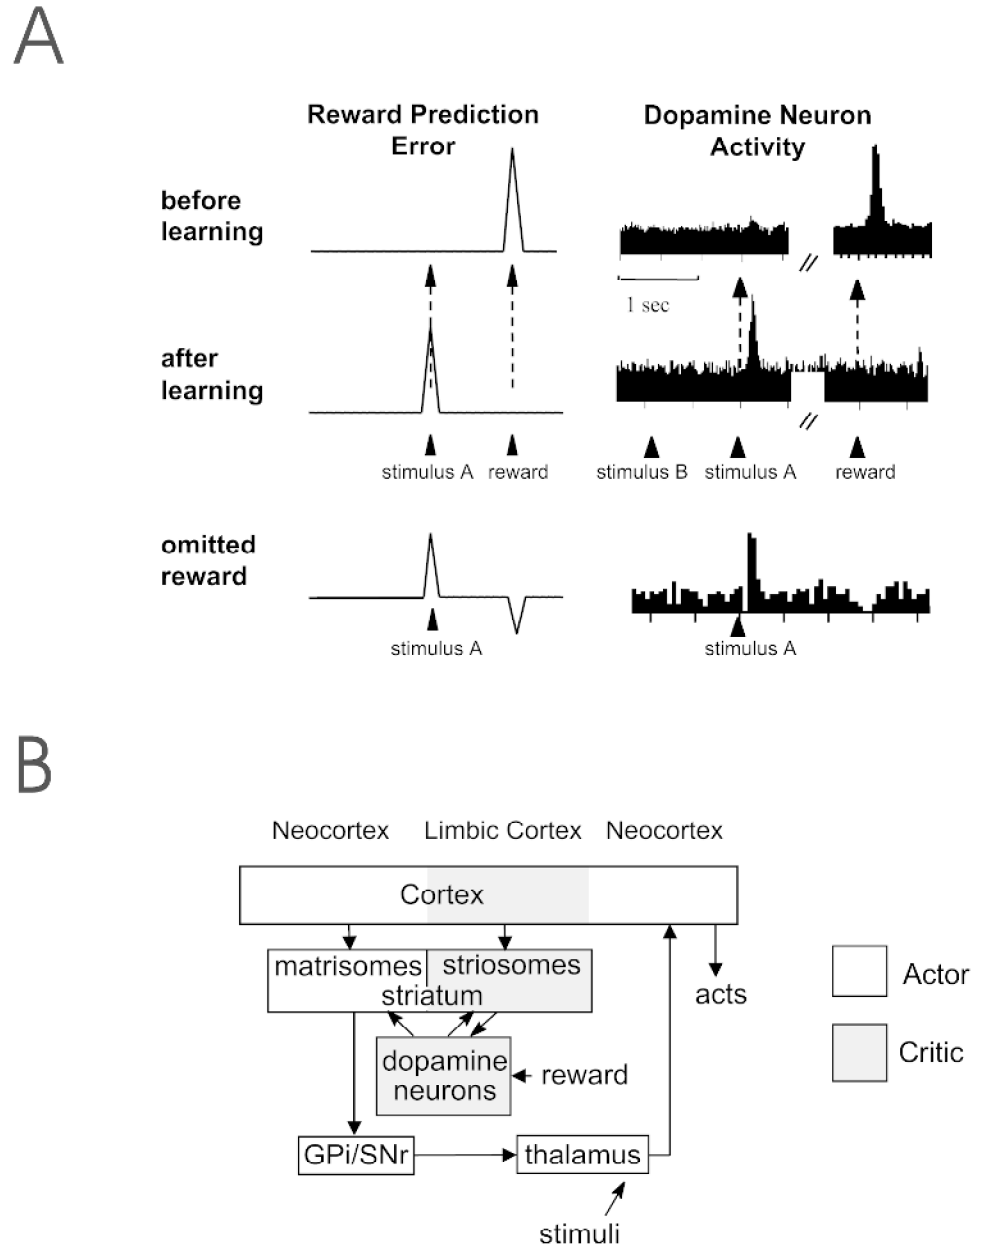 A
Reward Prediction
Error
Dopamine Neuron
Activity
before
learning
1 sec
after
learning
stimulus A
reward
stimulus B
stimulus A
reward
omitted
reward
stimulus A
stimulus A
B
Neocortex
Limbic Cortex
Neocortex
Cortex
matrisomes
striosomes
striatum
acts
Actor
Critic
dopamine
neurons
reward
GPi/SNr
thalamus
stimuli